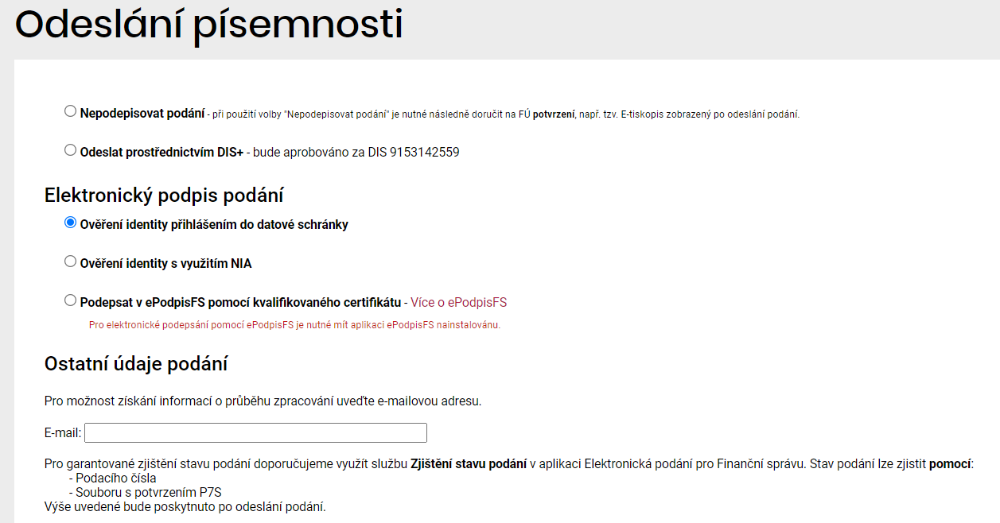 Odeslání písemnosti
Nepodepisovat podání - při použití volby "Nepodepisovat podání" je nutné následně doručit na FÚ potvrzení, např. tzv. E-tiskopis zobrazený po odeslání podání.
Odeslat prostřednictvím DIS+ - bude aprobováno za DIS 9153142559
Elektronický podpis podání
Ověření identity přihlášením do datové schránky
Ověření identity s využitím NIA
Podepsat v ePodpisFS pomocí kvalifikovaného certifikátu - Více o ePodpisFS
Pro elektronické podepsání pomocí ePodpisFS je nutné mít aplikaci ePodpisFS nainstalovánu.
Ostatní údaje podání
Pro možnost získání informací o průběhu zpracování uveďte e-mailovou adresu.
E-mail:
Pro garantované zjištění stavu podání doporučujeme využít službu Zjištění stavu podání v aplikaci Elektronická podání pro Finanční správu. Stav podání lze zjistit pomocí:
- Podacího čísla
- Souboru s potvrzením P7S
Výše uvedené bude poskytnuto po odeslání podání.